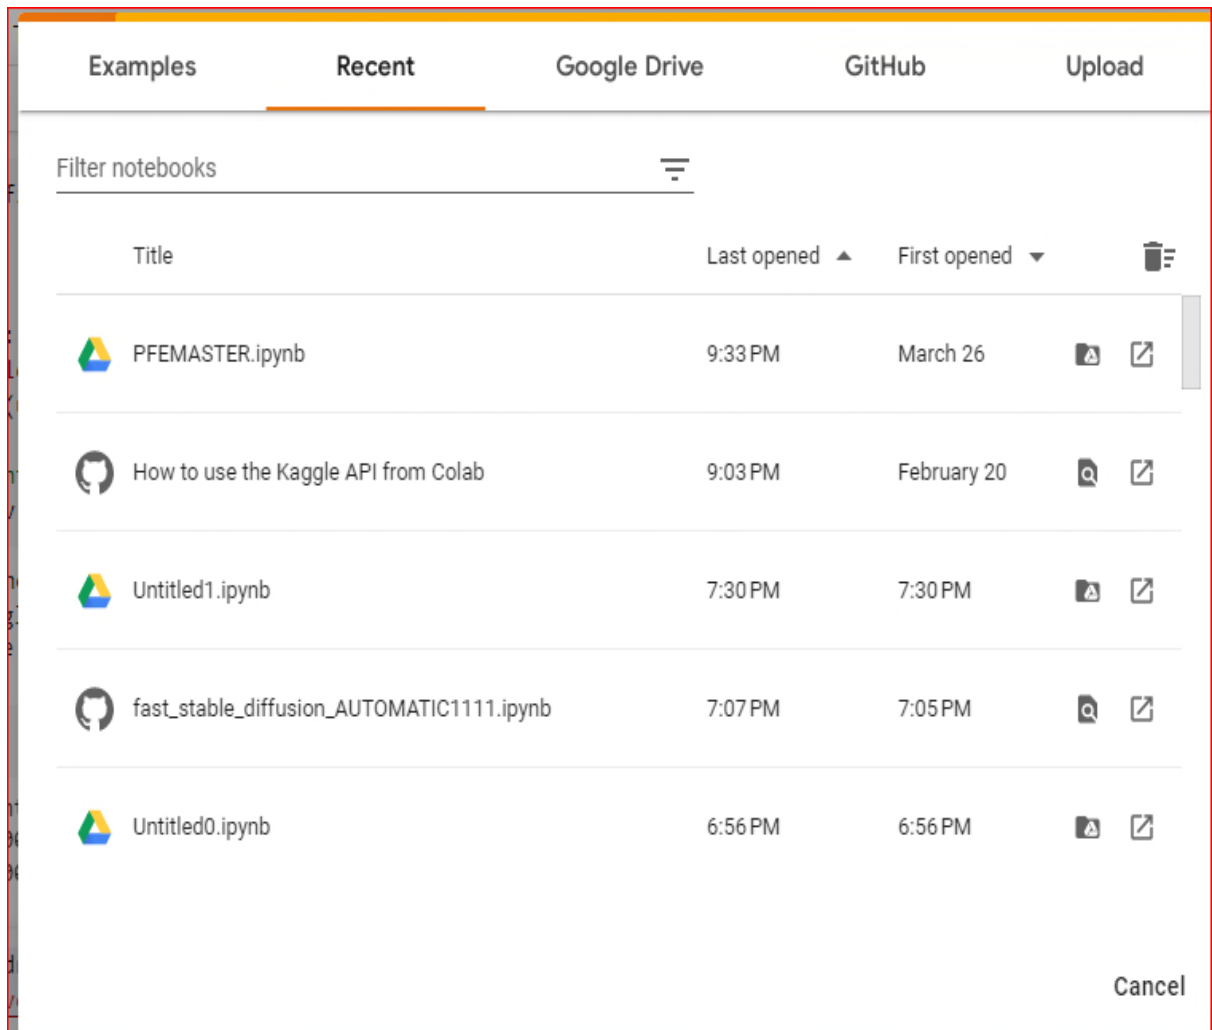 Examples Recent Google Drive GitHub Upload
Filter notebooks
Title Last opened First opened
PFEMASTER.ipynb 9:33 PM March 26
How to use the Kaggle API from Colab 9:03 PM February 20
Untitled1.ipynb 7:30 PM 7:30 PM
fast_stable_diffusion_AUTOMATIC1111.ipynb 7:07 PM 7:05 PM
Untitled0.ipynb 6:56 PM 6:56 PM
Cancel